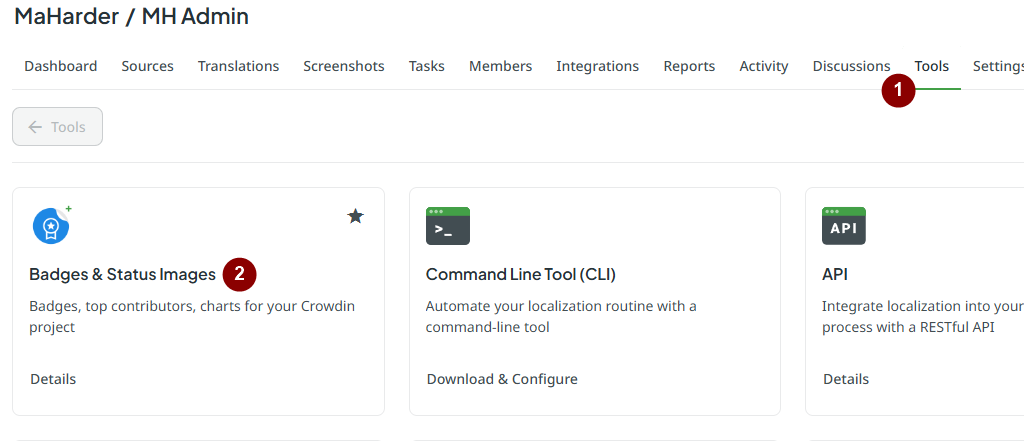 MaHarder / MH Admin
Dashboard Sources Translations Screenshots Tasks Members Integrations Reports Activity Discussions Tools Settings
1
← Tools
>_ API
Badges & Status Images 2 Command Line Tool (CLI) API
Badges, top contributors, charts for your Crowdin Automate your localization routine with a Integrate localization into your
project command-line tool process with a RESTful API
Details Download & Configure Details